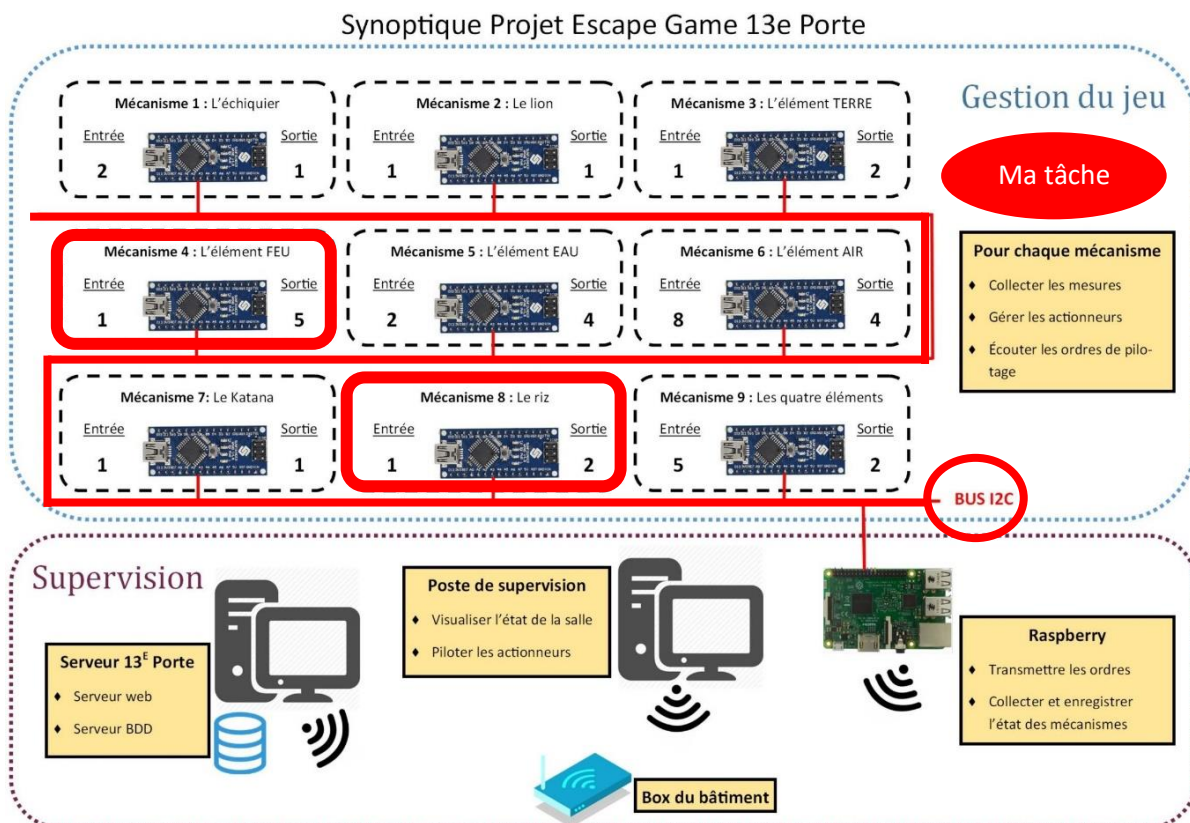 Synoptique Projet Escape Game 13e Porte
Gestion du jeu
Ma tâche
Mécanisme 1 : L'échiquier
Entrée
Sortie
2
1
Mécanisme 2 : Le lion
Entrée
Sortie
1
1
Mécanisme 3 : L'élément TERRE
Entrée
Sortie
1
2
Mécanisme 4 : L'élément FEU
Entrée
Sortie
1
5
Mécanisme 5 : L'élément EAU
Entrée
Sortie
2
4
Mécanisme 6 : L'élément AIR
Entrée
Sortie
8
4
Pour chaque mécanisme
♦ Collecter les mesures
♦ Gérer les actionneurs
♦ Écouter les ordres de pilo-
tage
Mécanisme 7: Le Katana
Entrée
Sortie
1
1
Mécanisme 8 : Le riz
Entrée
Sortie
1
2
Mécanisme 9 : Les quatre éléments
Entrée
Sortie
5
2
BUS I2C
Supervision
Serveur 13E Porte
♦ Serveur web
♦ Serveur BDD
Poste de supervision
♦ Visualiser l'état de la salle
♦ Piloter les actionneurs
Raspberry
♦ Transmettre les ordres
♦ Collecter et enregistrer
l'état des mécanismes
Box du bâtiment